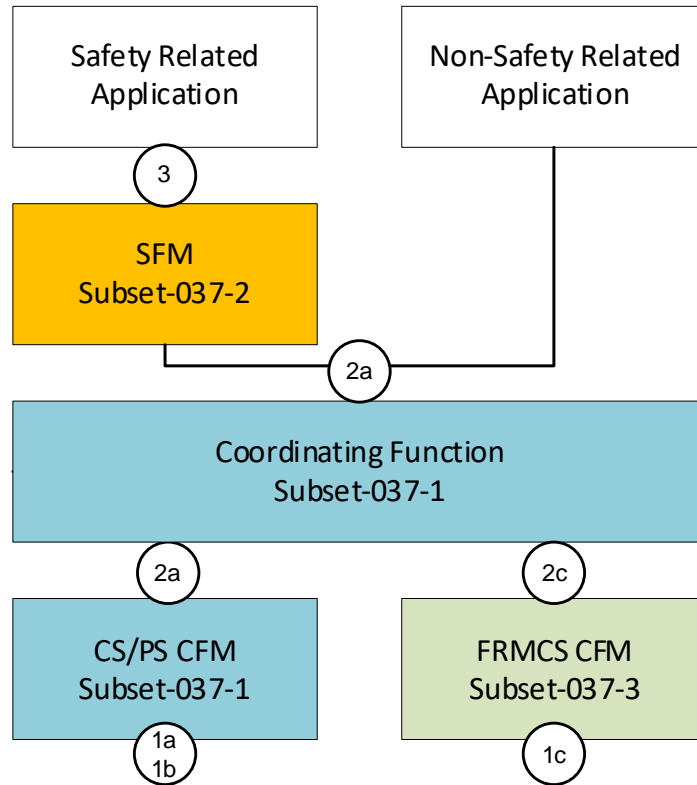 Safety Related
Application
Non-Safety Related
Application
3
SFM
Subset-037-2
2a
Coordinating Function
Subset-037-1
2a
2c
CS/PS CFM
Subset-037-1
FRMCS CFM
Subset-037-3
1a
1b
1c